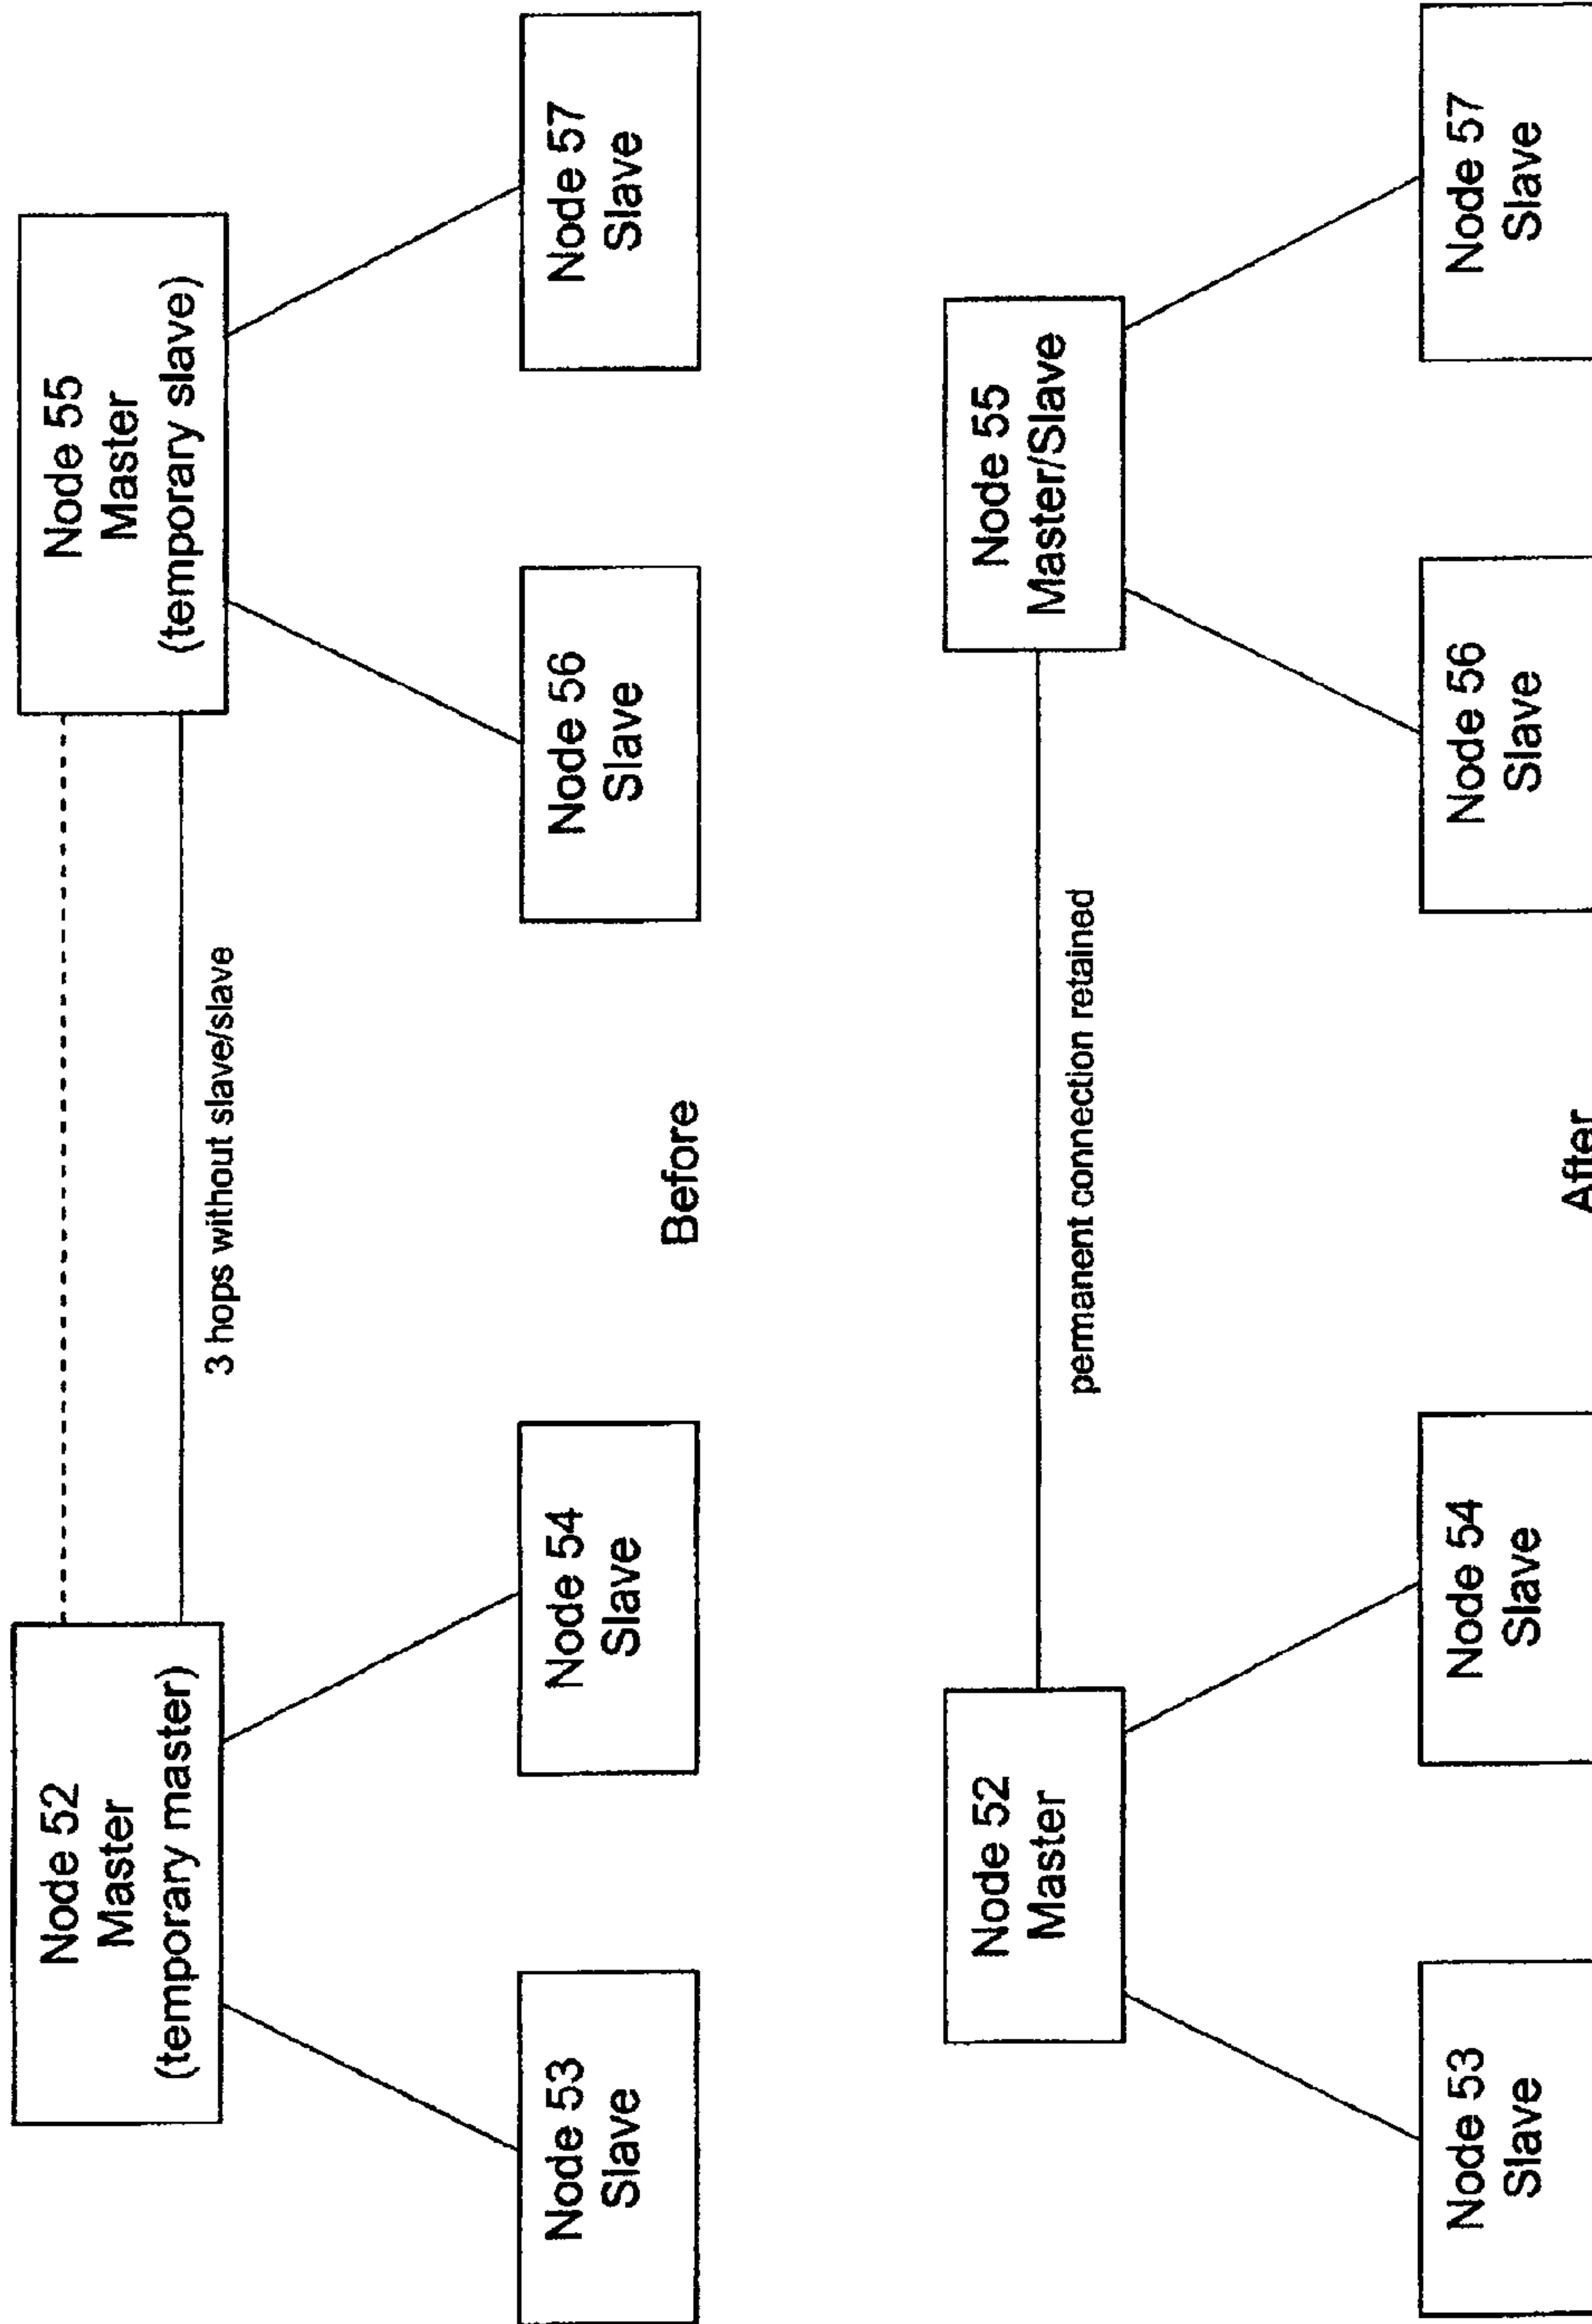 Node 52
Master
(temporary master)
Node 55
Master
(temporary slave)
3 hops without slave/slave
Node 53
Slave
Node 54
Slave
Node 56
Slave
Node 57
Slave
Before
Node 52
Master
Node 55
Master/Slave
permanent connection retained
Node 53
Slave
Node 54
Slave
Node 56
Slave
Node 57
Slave
After